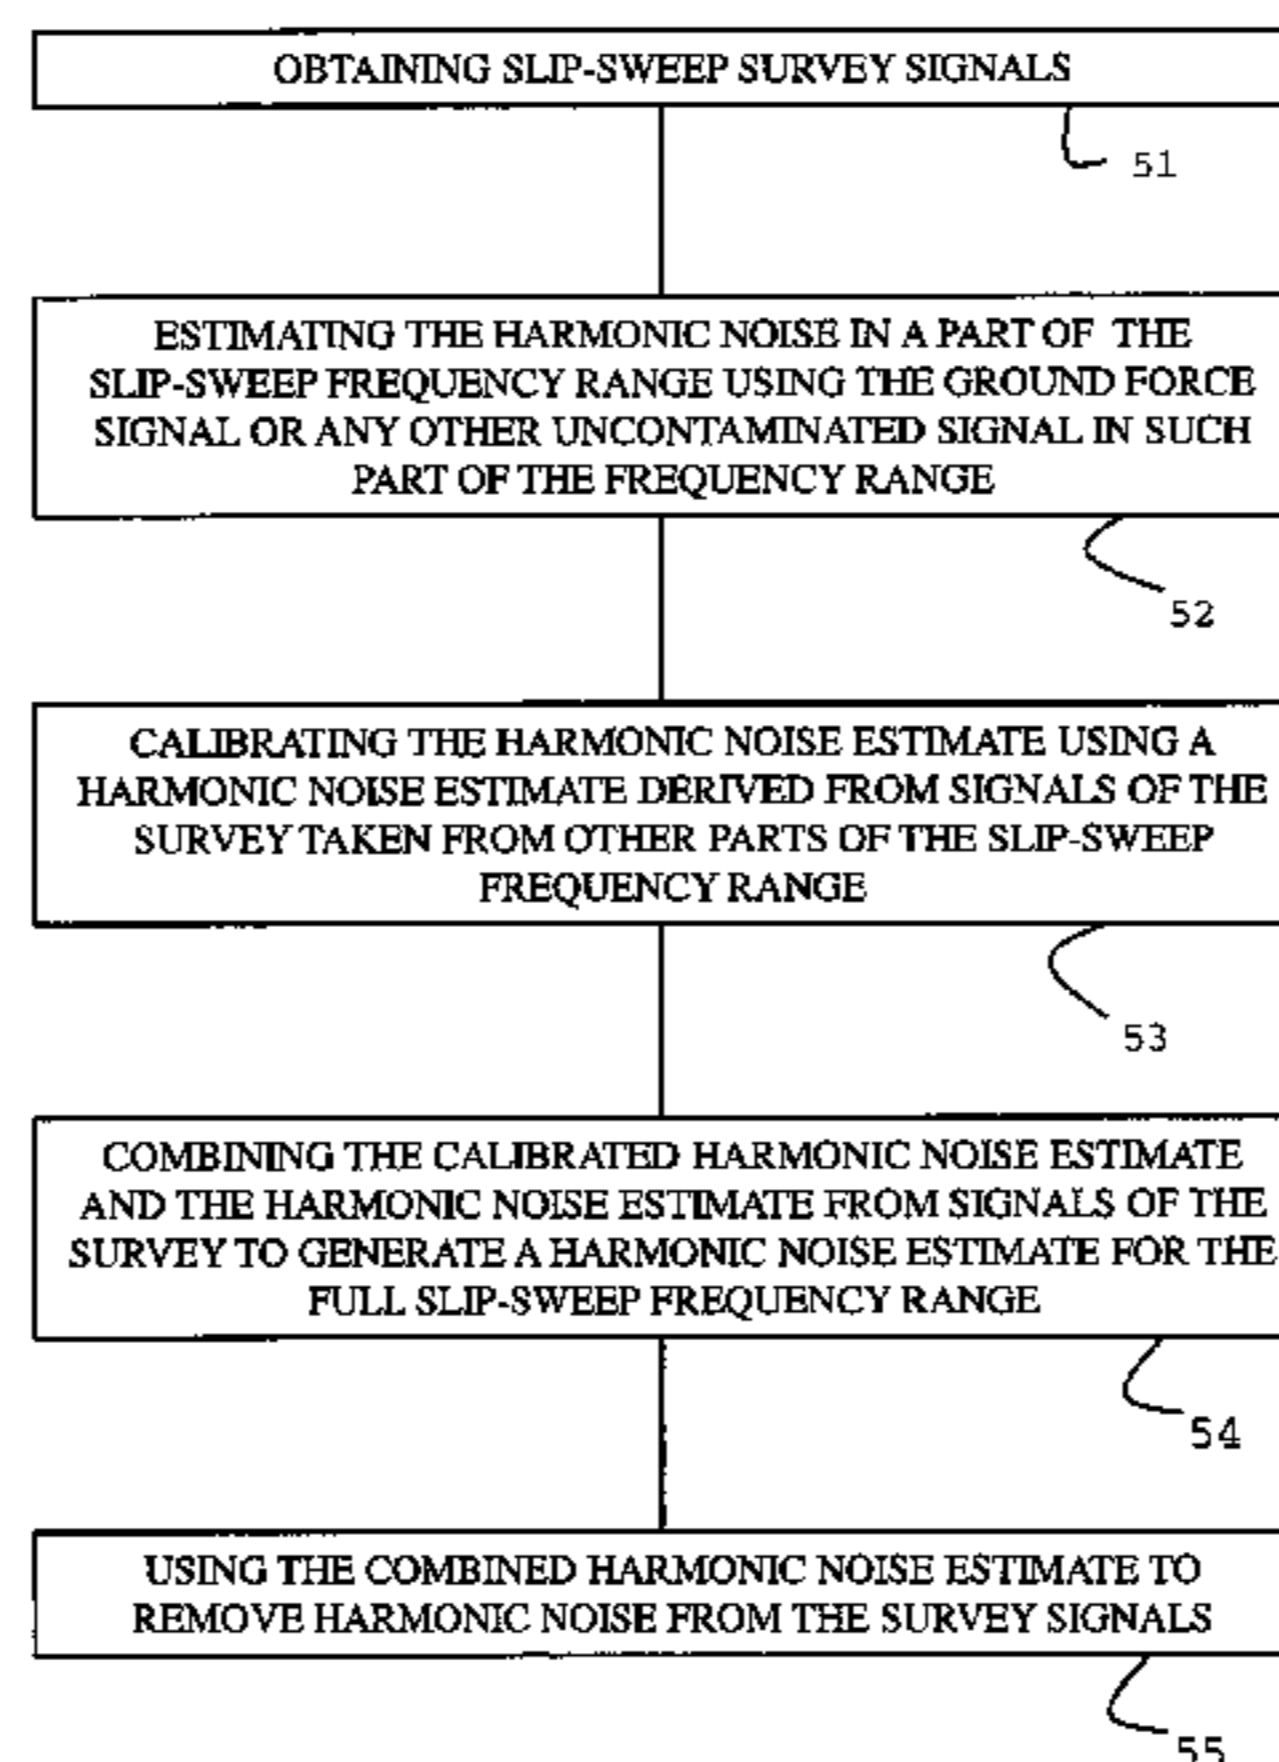 OBTAINING SLIP-SWEEP SURVEY SIGNALS
51
ESTIMATING THE HARMONIC NOISE IN A PART OF THE
SLIP-SWEEP FREQUENCY RANGE USING THE GROUND FORCE
SIGNAL OR ANY OTHER UNCONTAMINATED SIGNAL IN SUCH
PART OF THE FREQUENCY RANGE
52
CALIBRATING THE HARMONIC NOISE ESTIMATE USING A
HARMONIC NOISE ESTIMATE DERIVED FROM SIGNALS OF THE
SURVEY TAKEN FROM OTHER PARTS OF THE SLIP-SWEEP
FREQUENCY RANGE
53
COMBINING THE CALIBRATED HARMONIC NOISE ESTIMATE
AND THE HARMONIC NOISE ESTIMATE FROM SIGNALS OF THE
SURVEY TO GENERATE A HARMONIC NOISE ESTIMATE FOR THE
FULL SLIP-SWEEP FREQUENCY RANGE
54
USING THE COMBINED HARMONIC NOISE ESTIMATE TO
REMOVE HARMONIC NOISE FROM THE SURVEY SIGNALS
55